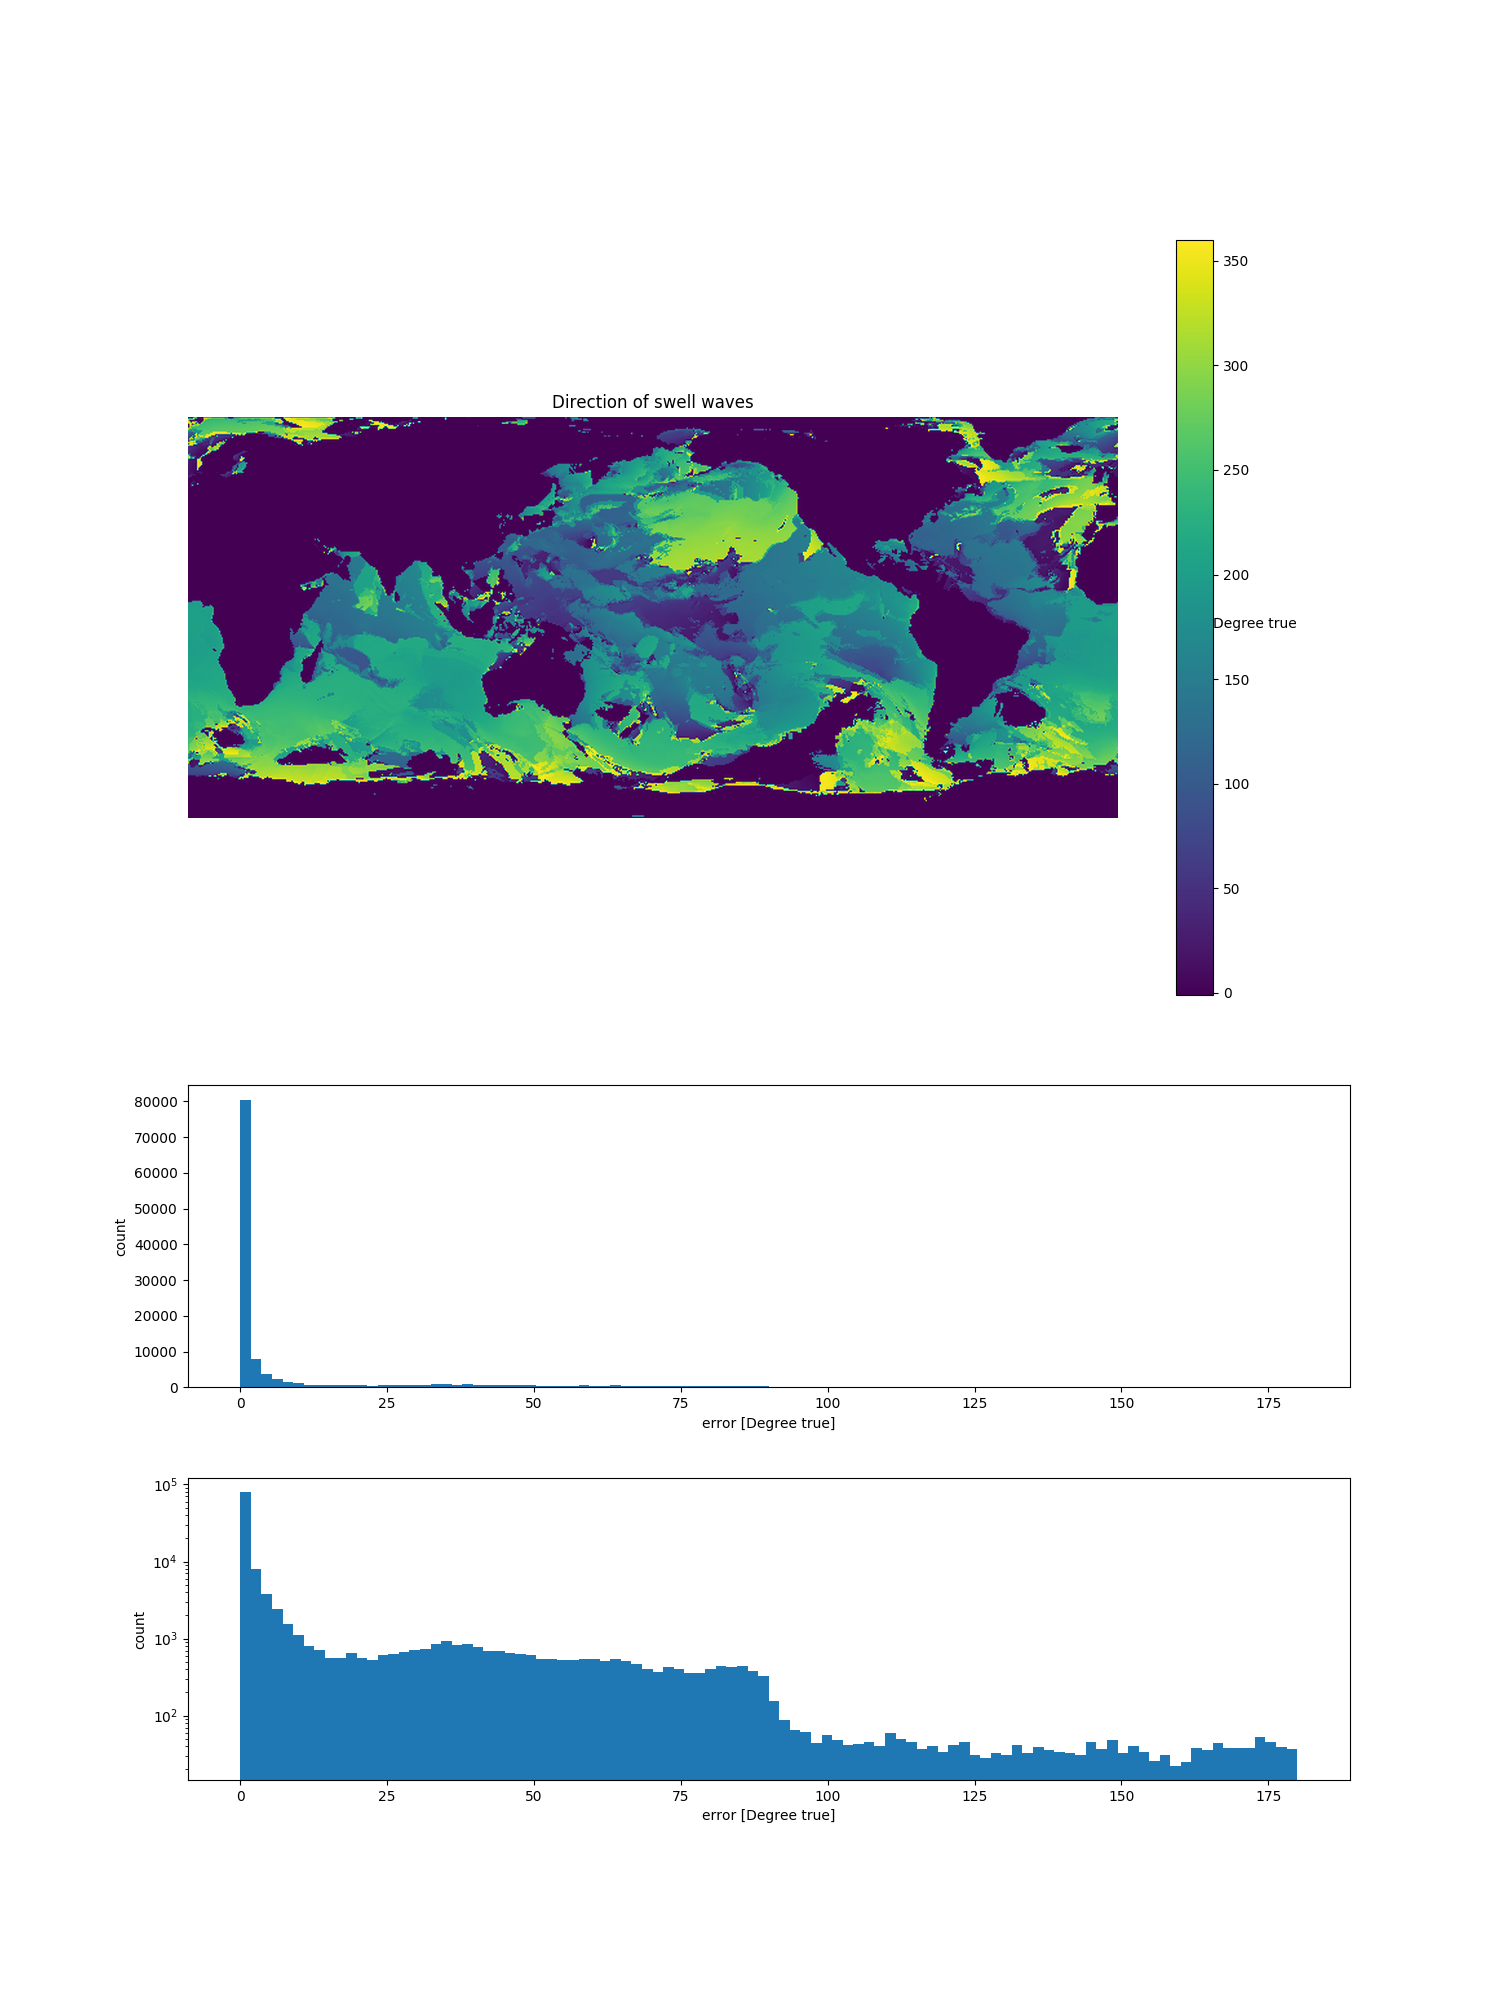 Direction of swell waves
350
300
250
200
Degree true
150
100
50
0
80000
70000
60000
50000
40000
30000
20000
10000
0
count
0 25 50 75 100 125 150 175
error [Degree true]
10^5
10^4
10^3
10^2
count
0 25 50 75 100 125 150 175
error [Degree true]